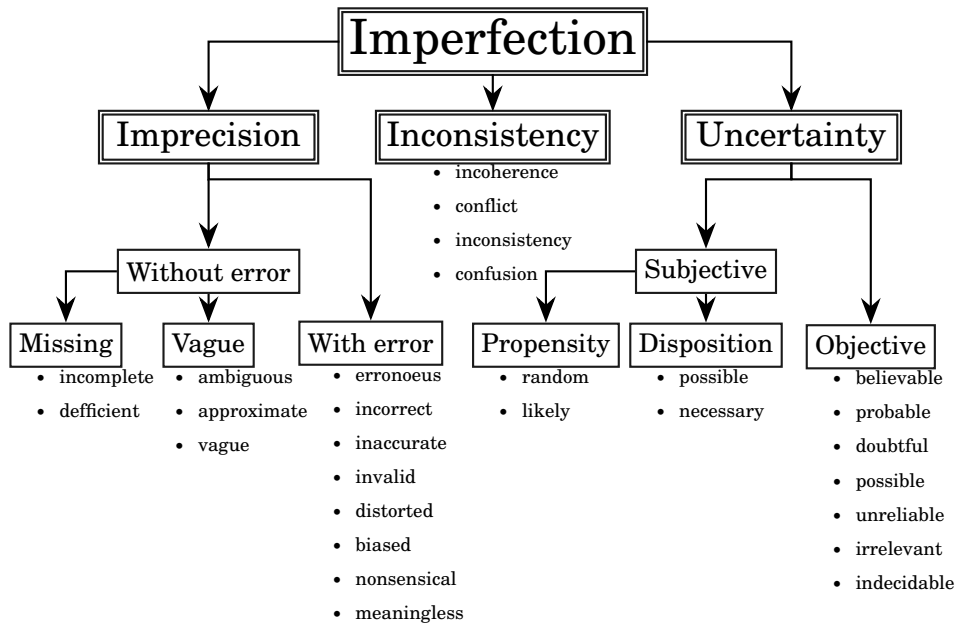 Imperfection
Imprecision
Inconsistency
Uncertainty
• incoherence
• conflict
• inconsistency
• confusion
Without error
Subjective
Missing
• incomplete
• defficient
Vague
• ambiguous
• approximate
• vague
With error
• erronoeus
• incorrect
• inaccurate
• invalid
• distorted
• biased
• nonsensical
• meaningless
Propensity
• random
• likely
Disposition
• possible
• necessary
Objective
• believable
• probable
• doubtful
• possible
• unreliable
• irrelevant
• indecidable